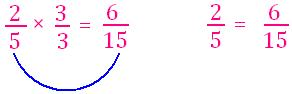 2/5 × 3/3 = 6/15    2/5 = 6/15